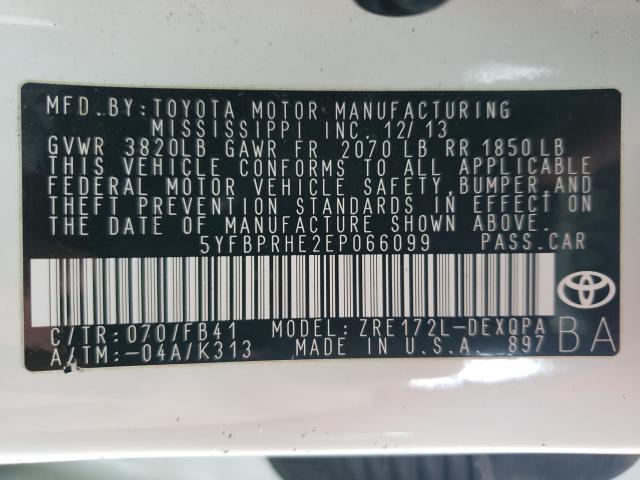 MFD. BY: TOYOTA MOTOR MANUFACTURING
MISSISSIPPI INC. 12/13
GVWR 3820LB GAWR FR 2070 LB RR 1850 LB
THIS VEHICLE CONFORMS TO ALL APPLICABLE
FEDERAL MOTOR VEHICLE SAFETY, BUMPER, AND
THEFT PREVENTION STANDARDS IN EFFECT ON
THE DATE OF MANUFACTURE SHOWN ABOVE.
5YFBPRHE2EP066099 PASS. CAR
C/TR: 070/FB41 MODEL: ZRE172L-DEXQPA
A/TM: -04A/K313 MADE IN U.S.A. 897
BA